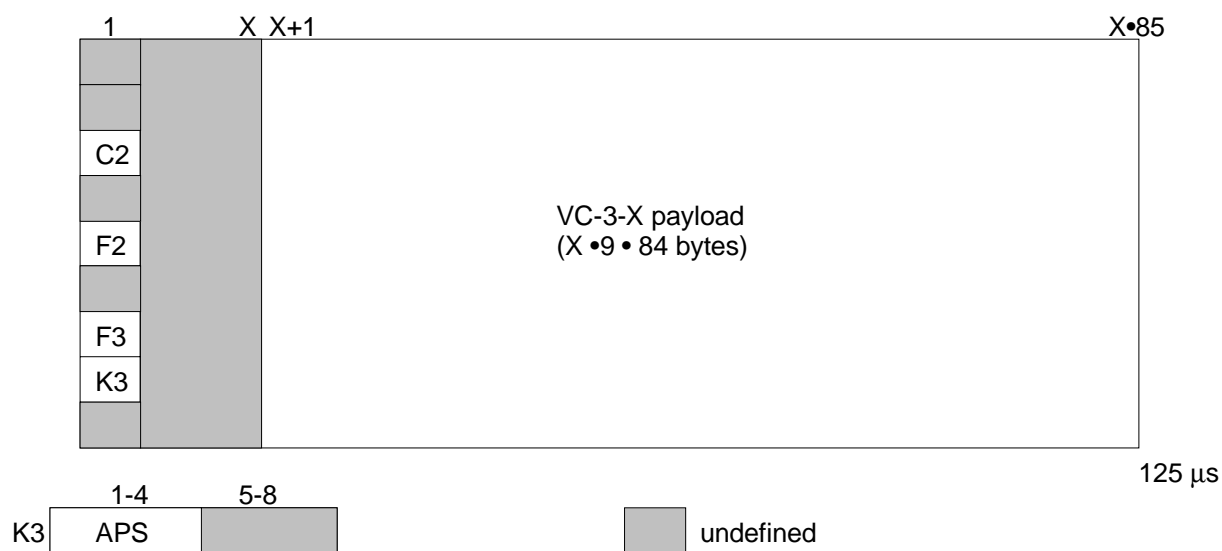 1 X X+1 X•85
C2
F2
VC-3-X payload
(X •9 • 84 bytes)
F3
K3
125 μs
1-4 5-8
K3 APS undefined